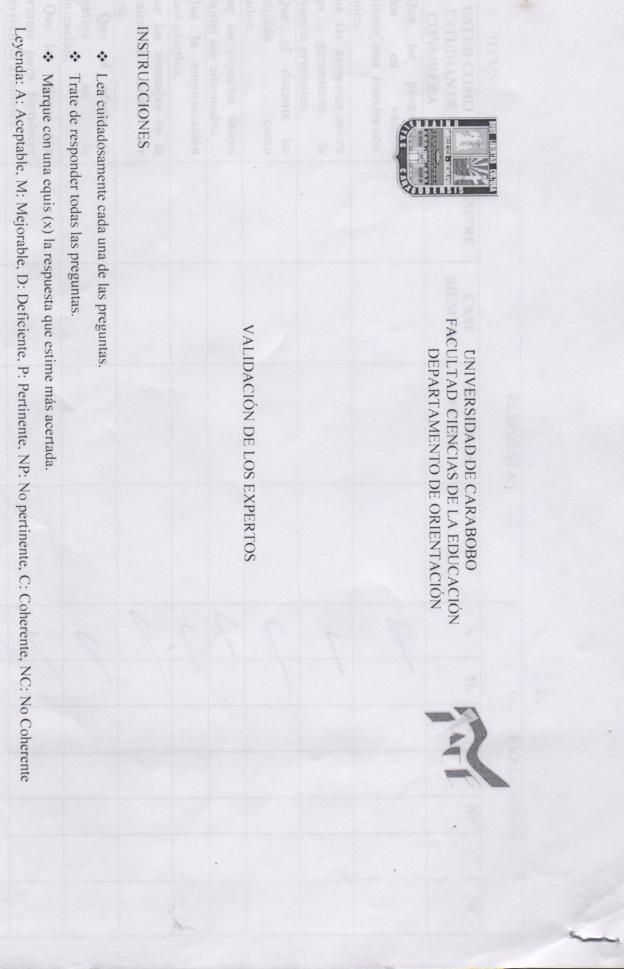 UNIVERSIDAD DE CARABOBO
FACULTAD CIENCIAS DE LA EDUCACIÓN
DEPARTAMENTO DE ORIENTACIÓN
VALIDACIÓN DE LOS EXPERTOS
INSTRUCCIONES
❖ Lea cuidadosamente cada una de las preguntas.
❖ Trate de responder todas las preguntas.
❖ Marque con una equis (x) la respuesta que estime más acertada.
Leyenda: A: Aceptable, M: Mejorable, D: Deficiente, P: Pertinente, NP: No pertinente, C: Coherente, NC: No Coherente